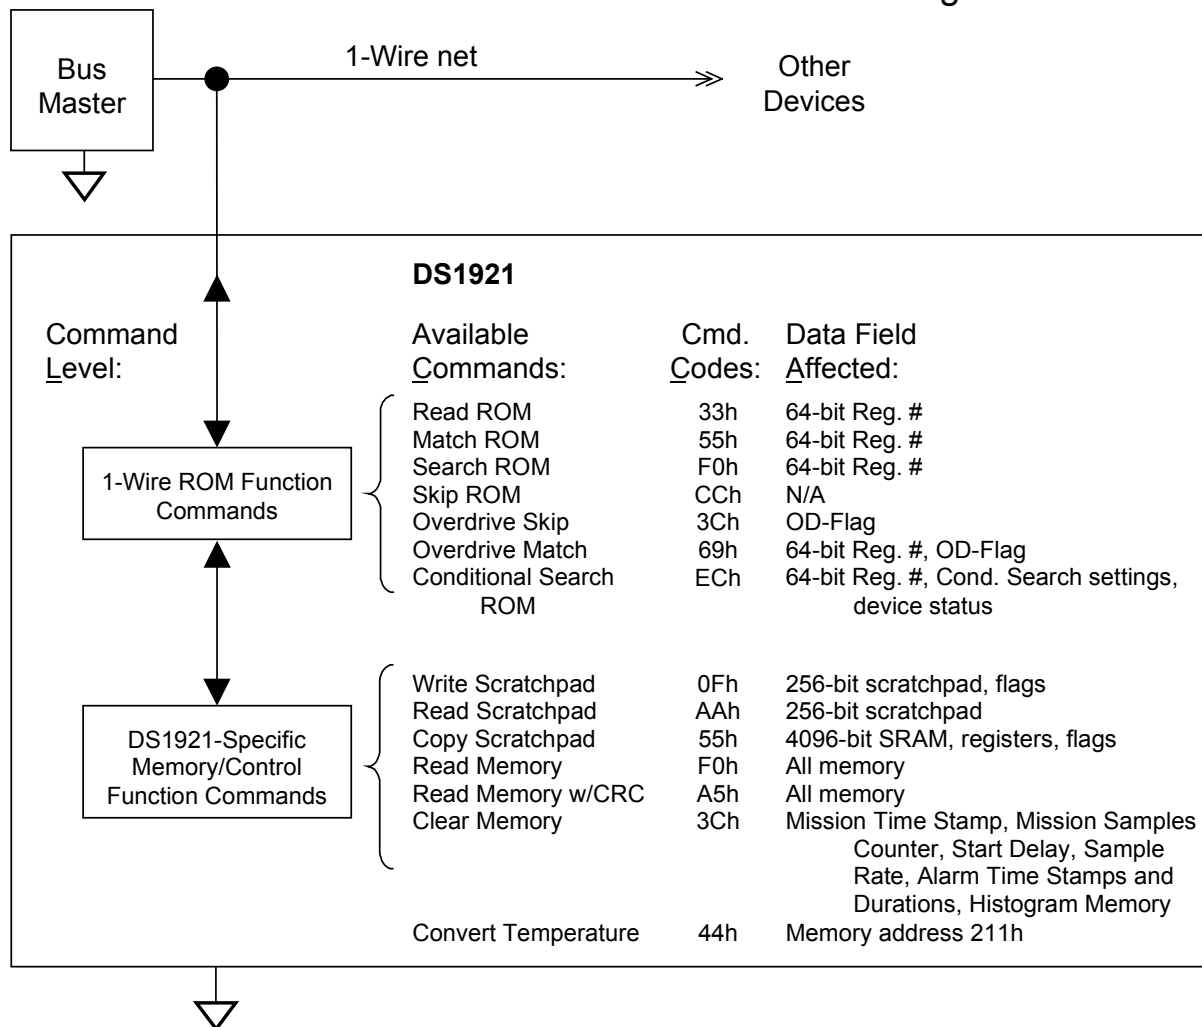 Bus
Master
1-Wire net
Other
Devices
DS1921
Command
Level:
Available
Commands:
Cmd.
Codes:
Data Field
Affected:
1-Wire ROM Function
Commands
Read ROM 33h 64-bit Reg. #
Match ROM 55h 64-bit Reg. #
Search ROM F0h 64-bit Reg. #
Skip ROM CCh N/A
Overdrive Skip 3Ch OD-Flag
Overdrive Match 69h 64-bit Reg. #, OD-Flag
Conditional Search ECh 64-bit Reg. #, Cond. Search settings,
ROM device status
DS1921-Specific
Memory/Control
Function Commands
Write Scratchpad 0Fh 256-bit scratchpad, flags
Read Scratchpad AAh 256-bit scratchpad
Copy Scratchpad 55h 4096-bit SRAM, registers, flags
Read Memory F0h All memory
Read Memory w/CRC A5h All memory
Clear Memory 3Ch Mission Time Stamp, Mission Samples
Counter, Start Delay, Sample
Rate, Alarm Time Stamps and
Durations, Histogram Memory
Convert Temperature 44h Memory address 211h